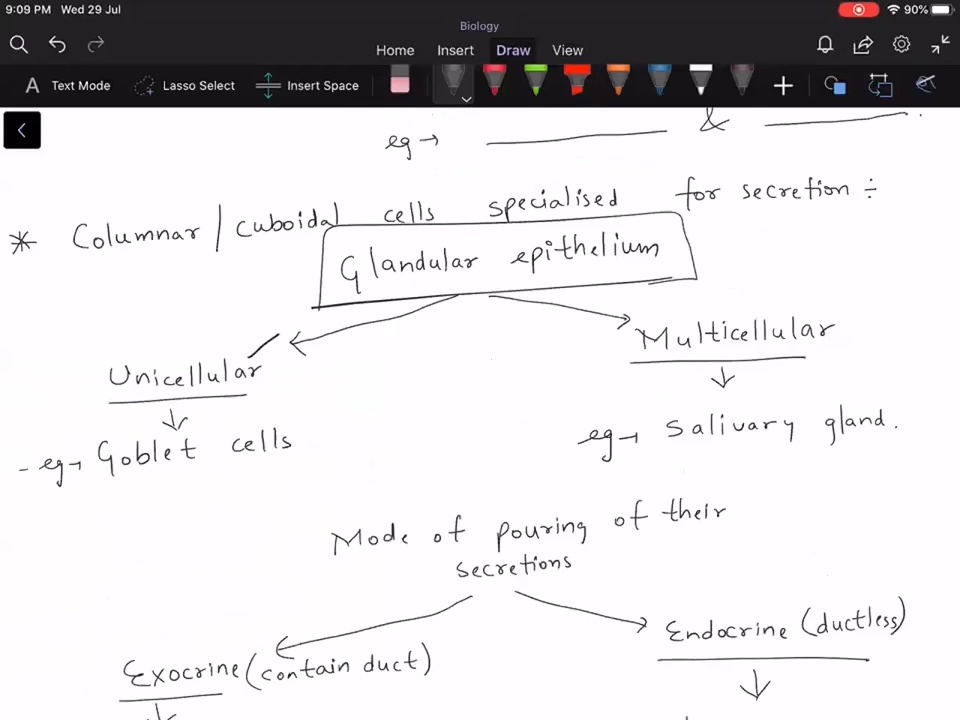 9:09 PM Wed 29 Jul 90%
Biology
Home Insert Draw View
Text Mode Lasso Select Insert Space
eg → ________ & ________.
* Columnar / cuboidal cells specialised for secretion ÷
Glandular epithelium
Unicellular Multicellular
- eg → Goblet cells eg → Salivary gland.
Mode of pouring of their
secretions
Exocrine (contain duct) Endocrine (ductless)